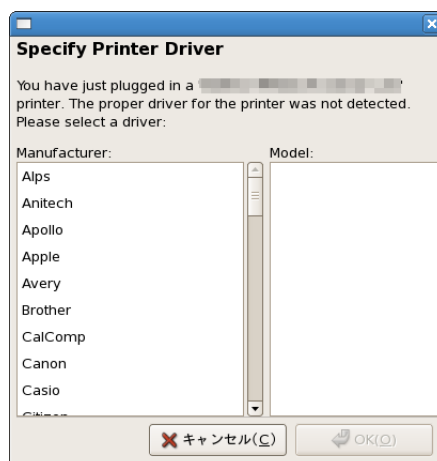 Specify Printer Driver
You have just plugged in a
printer. The proper driver for the printer was not detected.
Please select a driver:
Manufacturer:
Model:
Alps
Anitech
Apollo
Apple
Avery
Brother
CalComp
Canon
Casio
キャンセル(C)
OK(O)